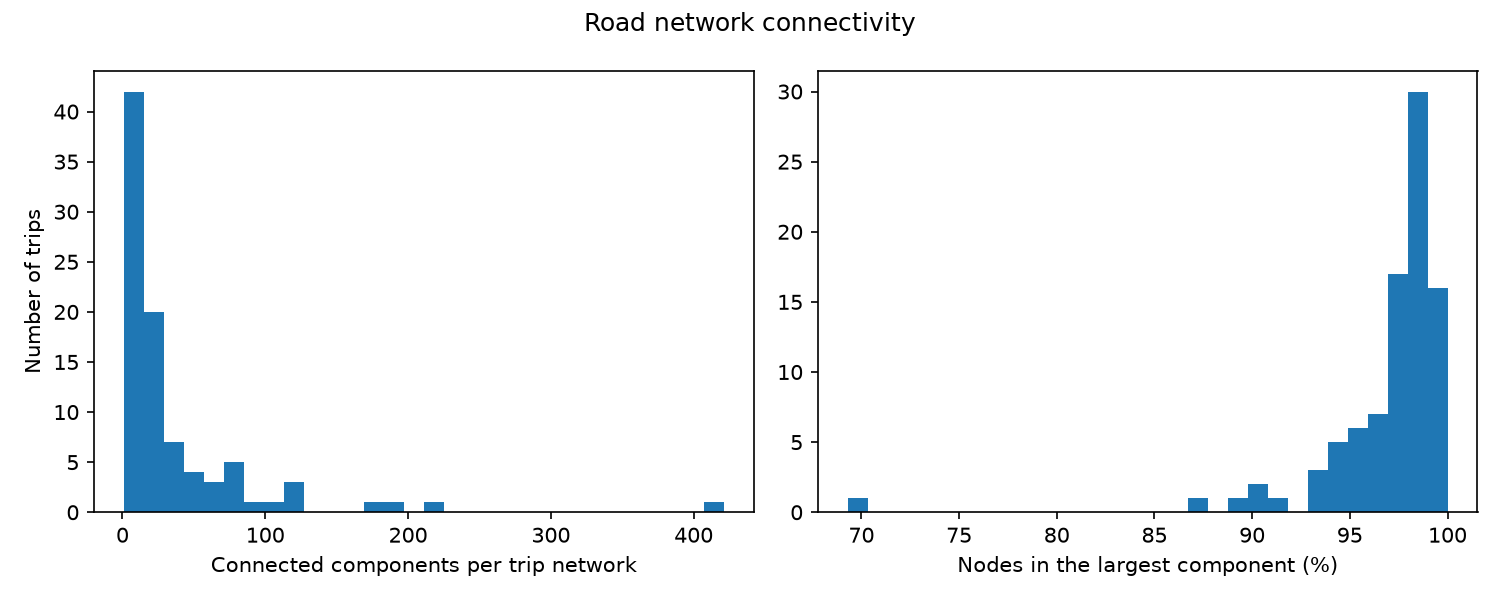 Road network connectivity
Number of trips
40
35
30
25
20
15
10
5
0
0 100 200 300 400
Connected components per trip network
30
25
20
15
10
5
0
70 75 80 85 90 95 100
Nodes in the largest component (%)